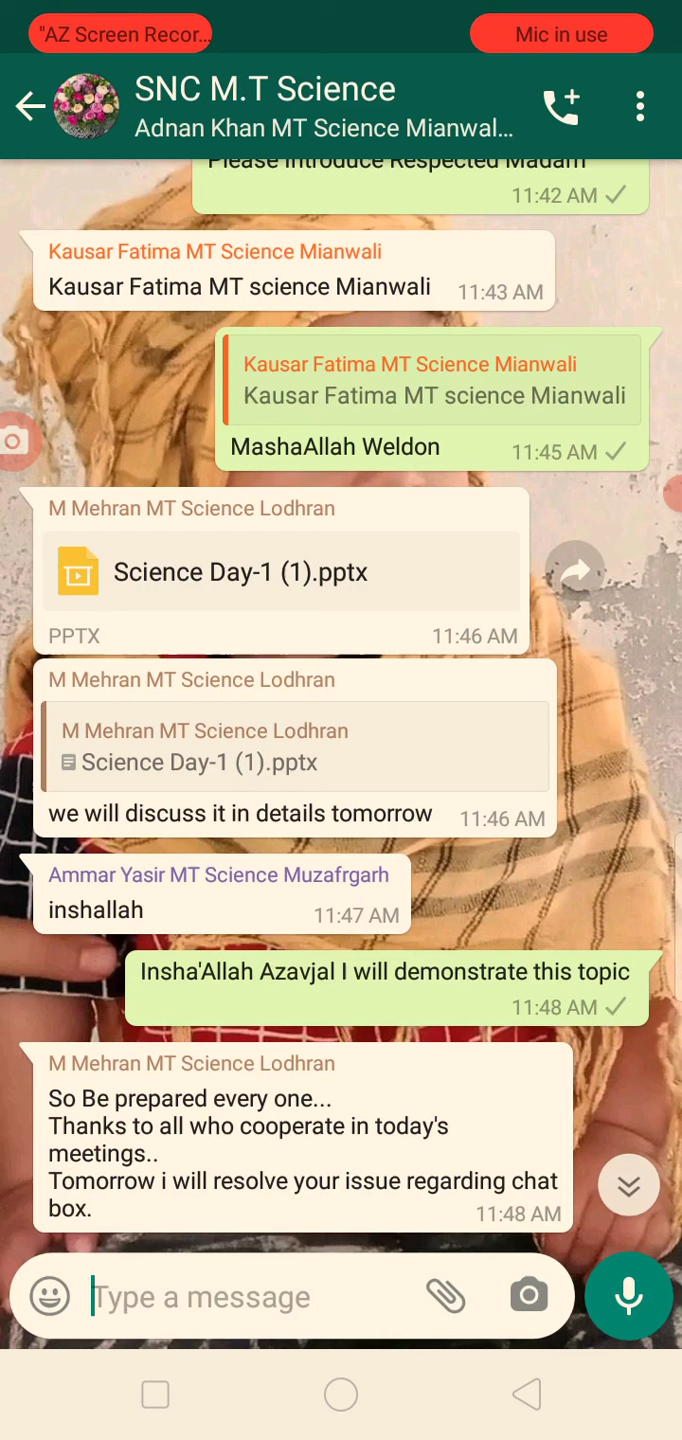 "AZ Screen Recor...
Mic in use
SNC M.T Science
Adnan Khan MT Science Mianwal...
Please Introduce Respected Madam
11:42 AM
Kausar Fatima MT Science Mianwali
Kausar Fatima MT science Mianwali
11:43 AM
Kausar Fatima MT Science Mianwali
Kausar Fatima MT science Mianwali
MashaAllah Weldon
11:45 AM
M Mehran MT Science Lodhran
Science Day-1 (1).pptx
PPTX
11:46 AM
M Mehran MT Science Lodhran
M Mehran MT Science Lodhran
Science Day-1 (1).pptx
we will discuss it in details tomorrow
11:46 AM
Ammar Yasir MT Science Muzafrgarh
inshallah
11:47 AM
Insha'Allah Azavjal I will demonstrate this topic
11:48 AM
M Mehran MT Science Lodhran
So Be prepared every one...
Thanks to all who cooperate in today's
meetings..
Tomorrow i will resolve your issue regarding chat
box.
11:48 AM
Type a message